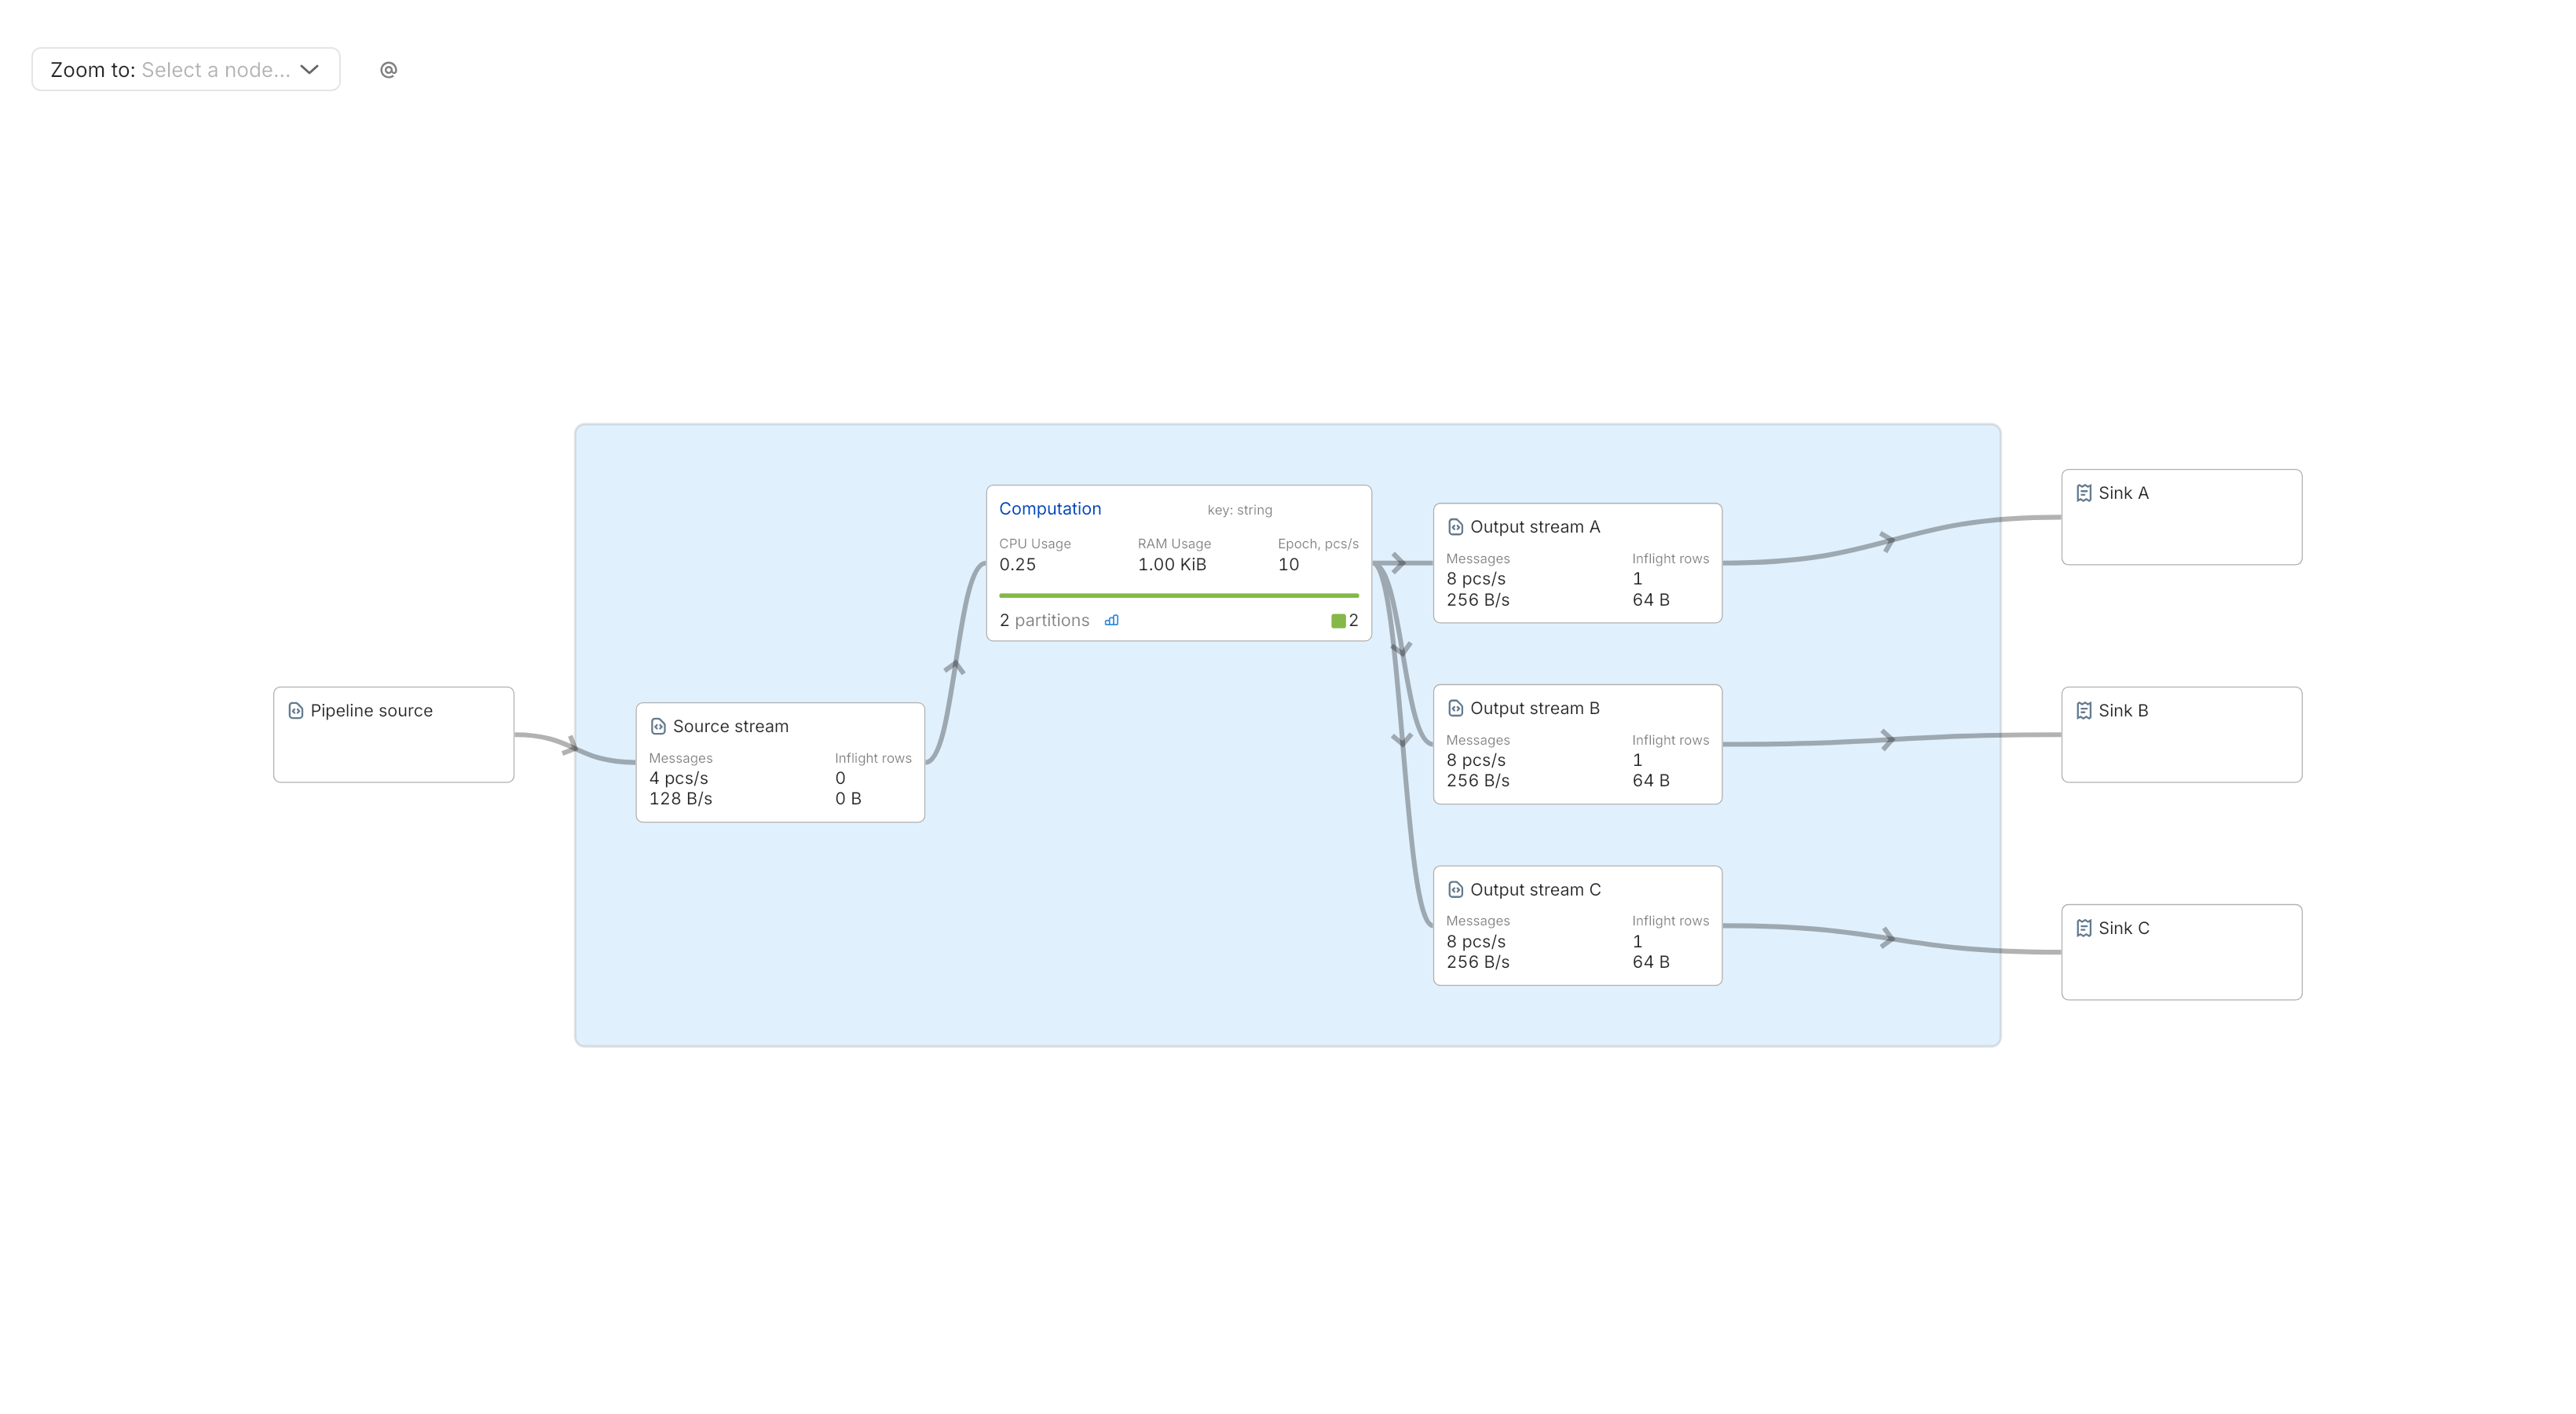 Zoom to: Select a node...
@
Pipeline source
Source stream
Messages
Inflight rows
4 pcs/s
0
128 B/s
0 B
Computation
key: string
CPU Usage
RAM Usage
Epoch, pcs/s
0.25
1.00 KiB
10
2 partitions
2
Output stream A
Messages
Inflight rows
8 pcs/s
1
256 B/s
64 B
Output stream B
Messages
Inflight rows
8 pcs/s
1
256 B/s
64 B
Output stream C
Messages
Inflight rows
8 pcs/s
1
256 B/s
64 B
Sink A
Sink B
Sink C